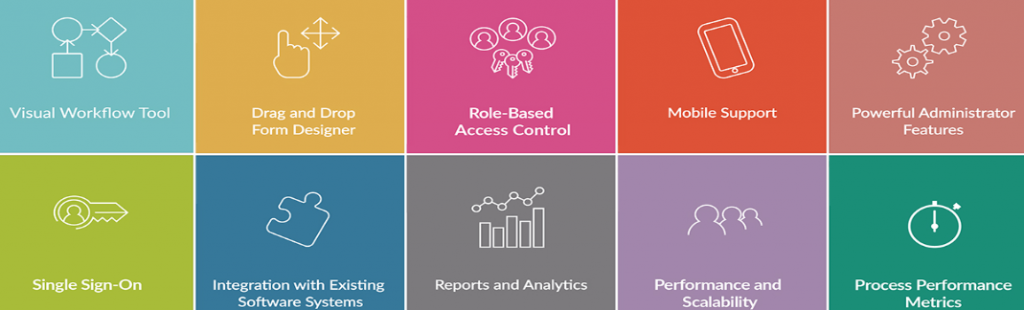 Visual Workflow Tool
Drag and Drop
Form Designer
Role-Based
Access Control
Mobile Support
Powerful Administrator
Features
Single Sign-On
Integration with Existing
Software Systems
Reports and Analytics
Performance and
Scalability
Process Performance
Metrics